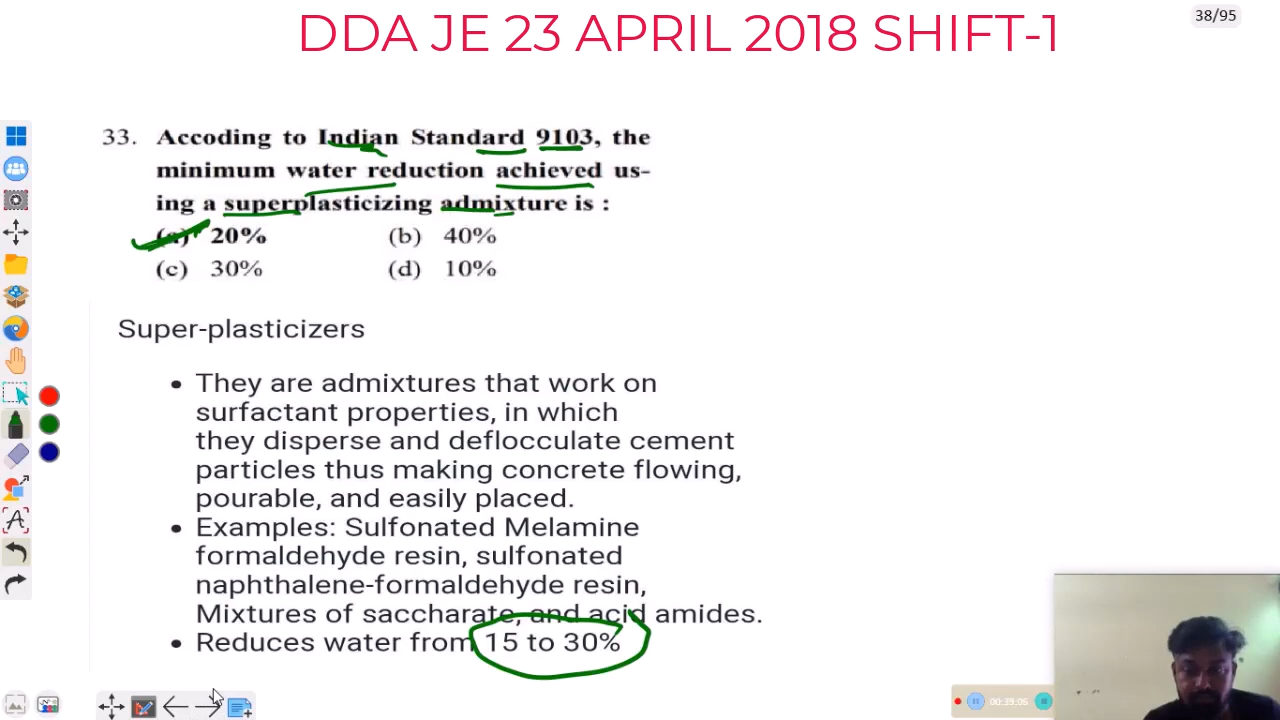 DDA JE 23 APRIL 2018 SHIFT-1
38/95
33. Accoding to Indian Standard 9103, the
minimum water reduction achieved us-
ing a superplasticizing admixture is :
(a) 20% (b) 40%
(c) 30% (d) 10%
Super-plasticizers
• They are admixtures that work on
surfactant properties, in which
they disperse and deflocculate cement
particles thus making concrete flowing,
pourable, and easily placed.
• Examples: Sulfonated Melamine
formaldehyde resin, sulfonated
naphthalene-formaldehyde resin,
Mixtures of saccharate, and acid amides.
• Reduces water from 15 to 30%
00:39:05